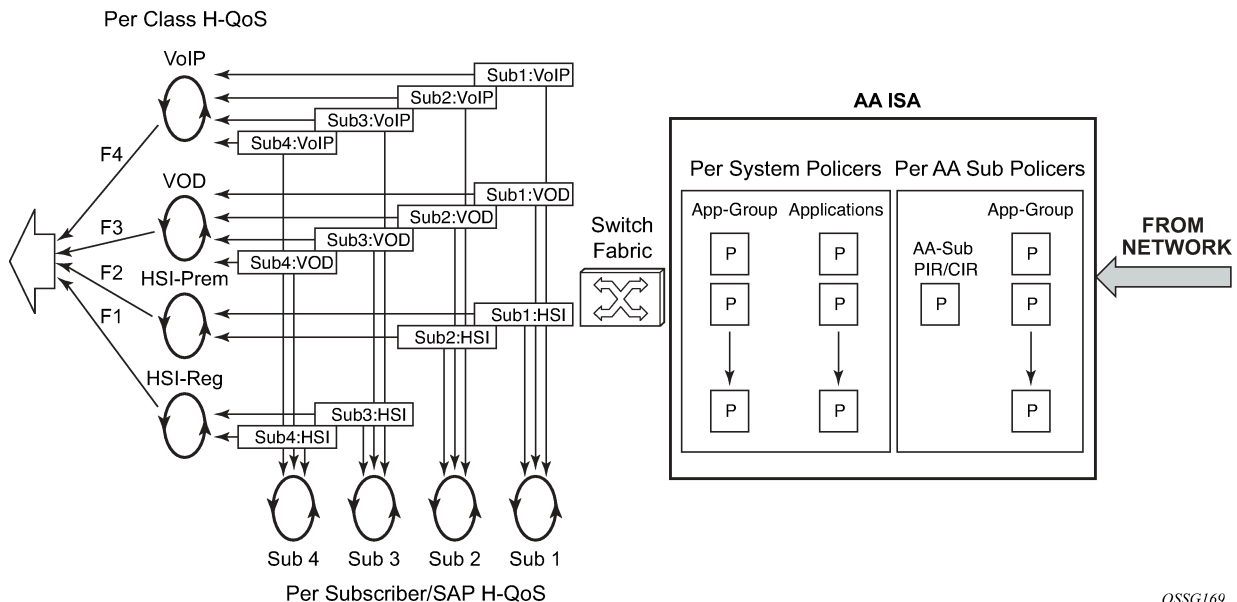 Per Class H-QoS
VoIP
Sub1:VoIP
Sub2:VoIP
Sub3:VoIP
Sub4:VoIP
F4
VOD
Sub1:VOD
Sub2:VOD
Sub3:VOD
Sub4:VOD
F3
F2
HSI-Prem
Sub1:HSI
Sub2:HSI
F1
HSI-Reg
Sub3:HSI
Sub4:HSI
Sub 4
Sub 3
Sub 2
Sub 1
Per Subscriber/SAP H-QoS
Switch
Fabric
AA ISA
Per System Policers
App-Group
Applications
P
P
P
P
P
P
Per AA Sub Policers
AA-Sub
PIR/CIR
P
App-Group
P
P
P
FROM
NETWORK
OSSG169